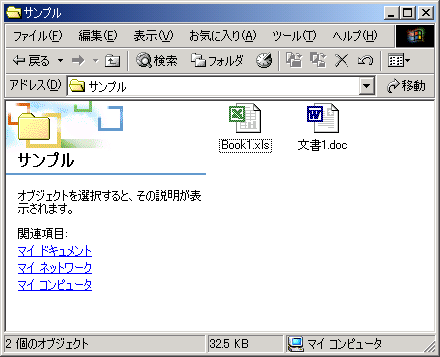 サンプル
ファイル(F) 編集(E) 表示(V) お気に入り(A) ツール(T) ヘルプ(H)
戻る 検索 フォルダ
アドレス(D) サンプル 移動
サンプル
オブジェクトを選択すると、その説明が表
示されます。
関連項目:
マイ ドキュメント
マイ ネットワーク
マイ コンピュータ
Book1.xls 文書1.doc
2 個のオブジェクト 32.5 KB マイ コンピュータ